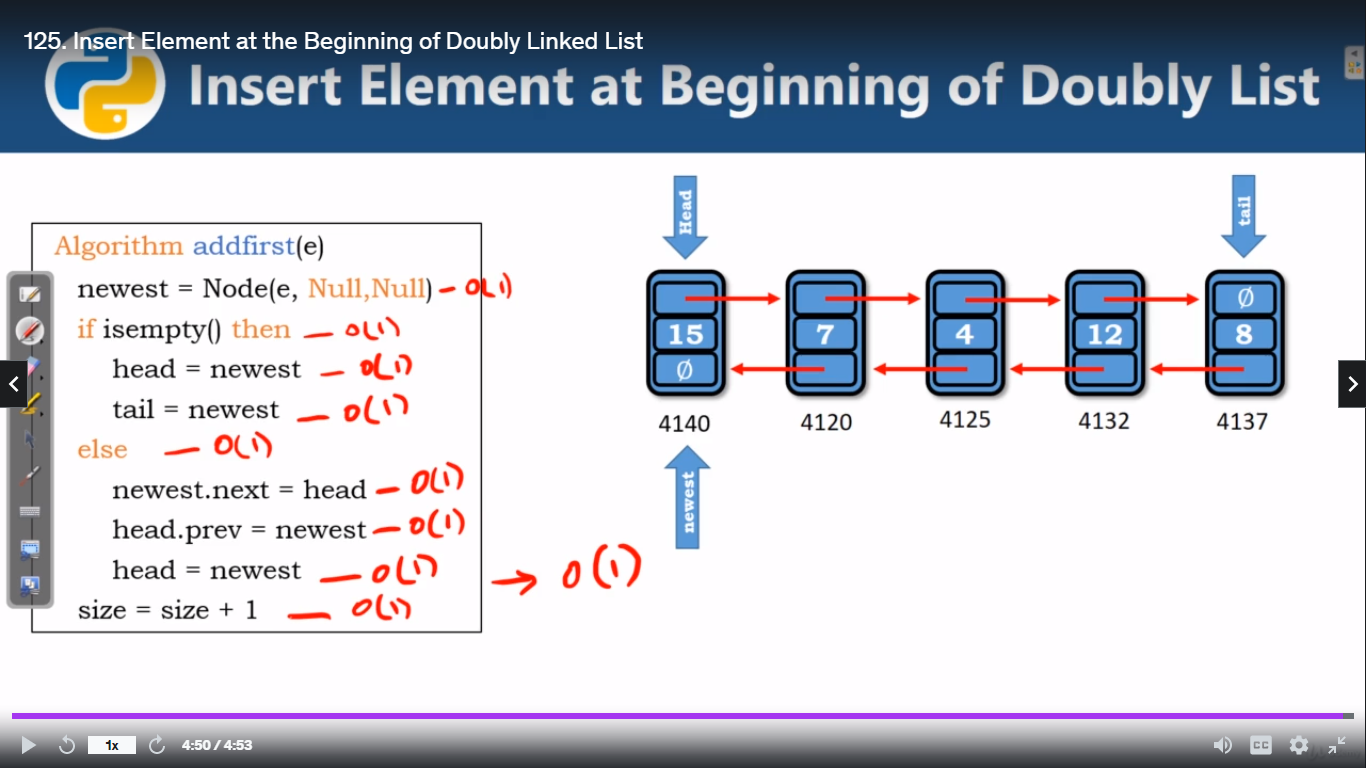 125. Insert Element at the Beginning of Doubly Linked List
Insert Element at Beginning of Doubly List
Algorithm addfirst(e)
newest = Node(e, Null,Null) – O(1)
if isempty() then — O(1)
head = newest – O(1)
tail = newest — O(1)
else — O(1)
newest.next = head – O(1)
head.prev = newest – O(1)
head = newest — O(1)
size = size + 1 — O(1)
→ O(1)
Head
tail
Ø
15 7 4 12 8
Ø
4140 4120 4125 4132 4137
newest
1x 4:50 / 4:53 CC